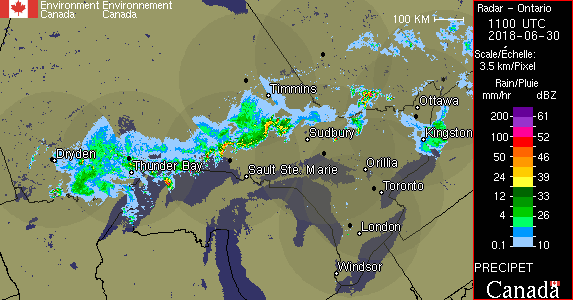 Environment Environnement
Canada Canada
100 KM
Timmins
Ottawa
Sudbury
Kingston
Dryden
Thunder Bay
Sault Ste. Marie
Orillia
Toronto
London
Windsor
Radar - Ontario
1100 UTC
2018-06-30
Scale/Échelle:
3.5 km/Pixel
Rain/Pluie
mm/hr dBZ
200 61
100 52
50 46
24 39
12 33
4 26
0.1 10
PRECIPET
Canada